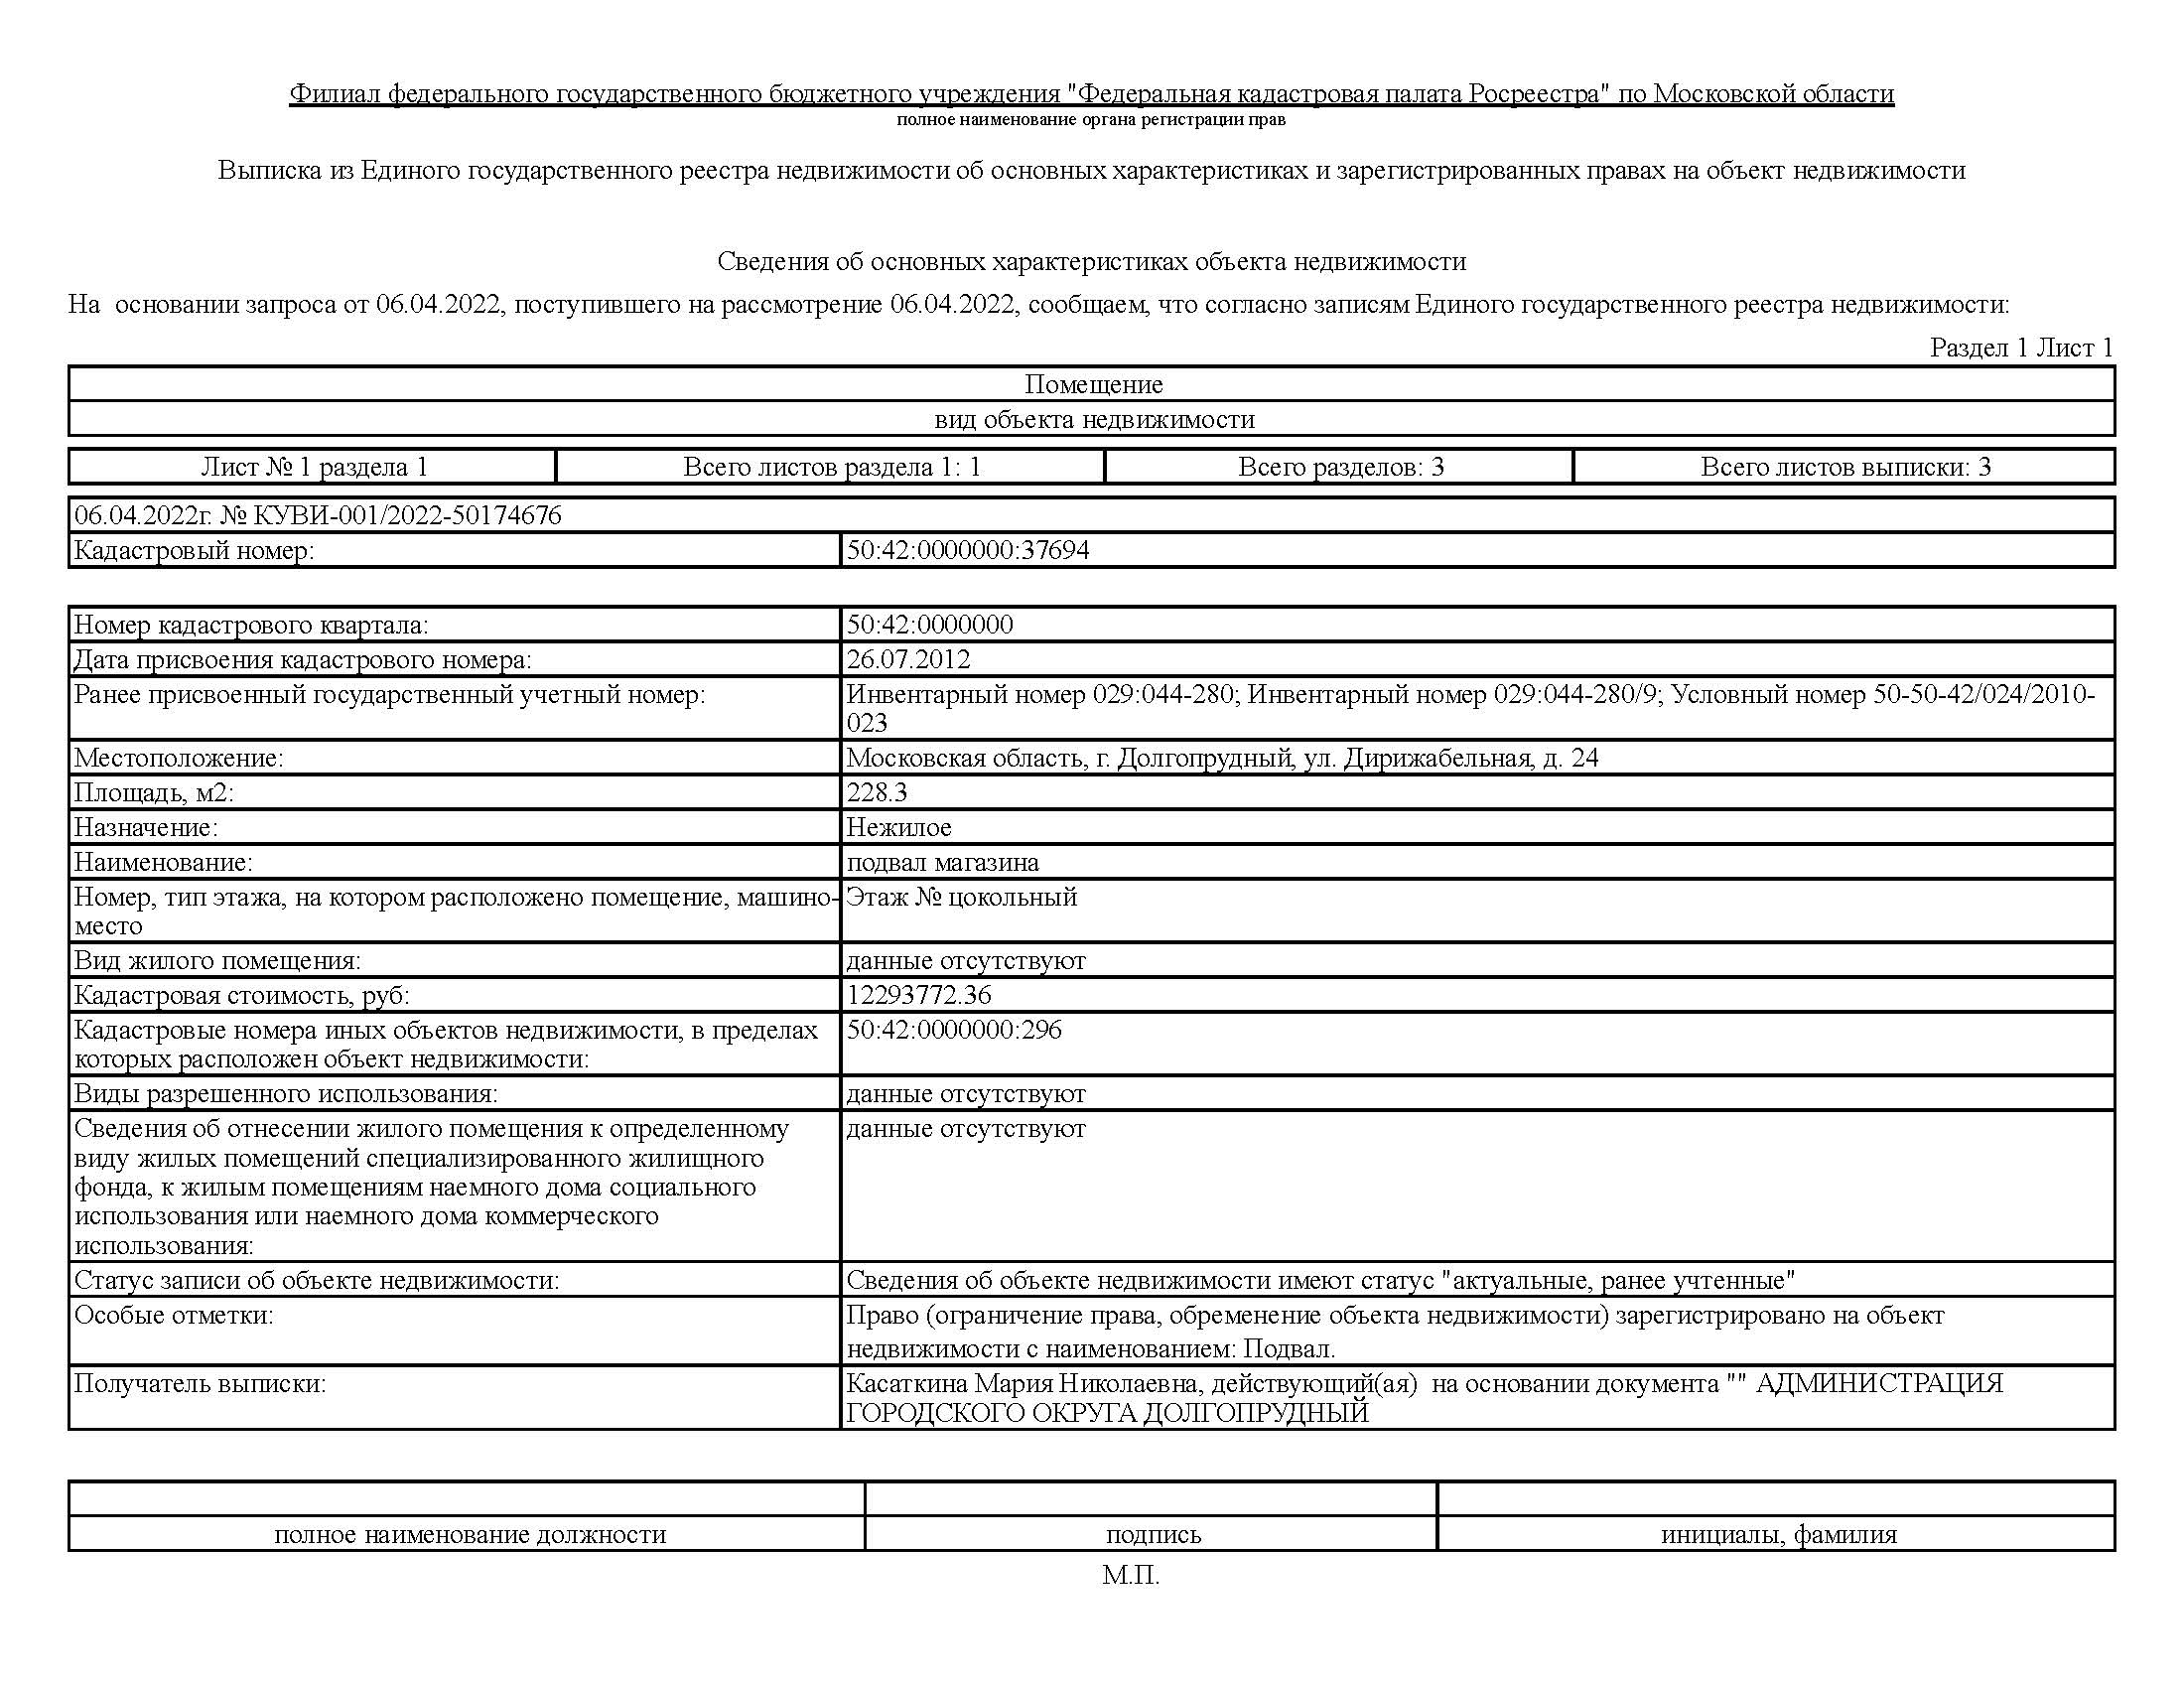 Филиал федерального государственного бюджетного учреждения "Федеральная кадастровая палата Росреестра" по Московской области
полное наименование органа регистрации прав
Выписка из Единого государственного реестра недвижимости об основных характеристиках и зарегистрированных правах на объект недвижимости
Сведения об основных характеристиках объекта недвижимости
На основании запроса от 06.04.2022, поступившего на рассмотрение 06.04.2022, сообщаем, что согласно записям Единого государственного реестра недвижимости:
Раздел 1 Лист 1
Помещение
вид объекта недвижимости
Лист № 1 раздела 1 Всего листов раздела 1: 1 Всего разделов: 3 Всего листов выписки: 3
06.04.2022г. № КУВИ-001/2022-50174676
Кадастровый номер: 50:42:0000000:37694
Номер кадастрового квартала: 50:42:0000000
Дата присвоения кадастрового номера: 26.07.2012
Ранее присвоенный государственный учетный номер: Инвентарный номер 029:044-280; Инвентарный номер 029:044-280/9; Условный номер 50-50-42/024/2010-
023
Местоположение: Московская область, г. Долгопрудный, ул. Дирижабельная, д. 24
Площадь, м2: 228.3
Назначение: Нежилое
Наименование: подвал магазина
Номер, тип этажа, на котором расположено помещение, машино- Этаж № цокольный
место
Вид жилого помещения: данные отсутствуют
Кадастровая стоимость, руб: 12293772.36
Кадастровые номера иных объектов недвижимости, в пределах 50:42:0000000:296
которых расположен объект недвижимости:
Виды разрешенного использования: данные отсутствуют
Сведения об отнесении жилого помещения к определенному данные отсутствуют
виду жилых помещений специализированного жилищного
фонда, к жилым помещениям наемного дома социального
использования или наемного дома коммерческого
использования:
Статус записи об объекте недвижимости: Сведения об объекте недвижимости имеют статус "актуальные, ранее учтенные"
Особые отметки: Право (ограничение права, обременение объекта недвижимости) зарегистрировано на объект
недвижимости с наименованием: Подвал.
Получатель выписки: Касаткина Мария Николаевна, действующий(ая) на основании документа "" АДМИНИСТРАЦИЯ
ГОРОДСКОГО ОКРУГА ДОЛГОПРУДНЫЙ
полное наименование должности подпись инициалы, фамилия
М.П.